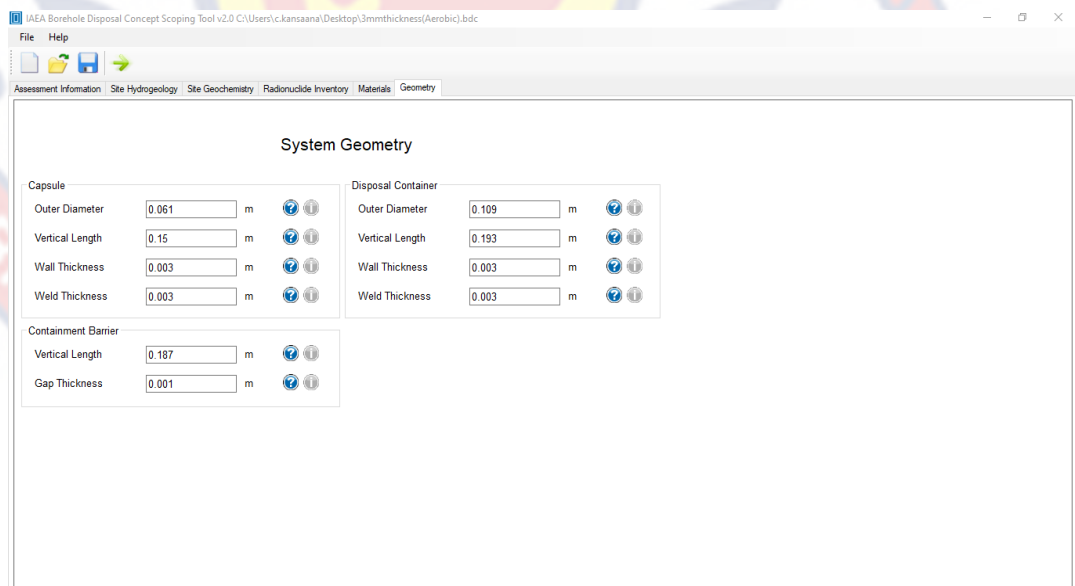 IAEA Borehole Disposal Concept Scoping Tool v2.0 C:\Users\c.kansaana\Desktop\3mmthickness(Aerobic).bdc
File Help
Assessment Information Site Hydrogeology Site Geochemistry Radionuclide Inventory Materials Geometry
System Geometry
Capsule
Outer Diameter 0.061 m
Vertical Length 0.15 m
Wall Thickness 0.003 m
Weld Thickness 0.003 m
Disposal Container
Outer Diameter 0.109 m
Vertical Length 0.193 m
Wall Thickness 0.003 m
Weld Thickness 0.003 m
Containment Barrier
Vertical Length 0.187 m
Gap Thickness 0.001 m